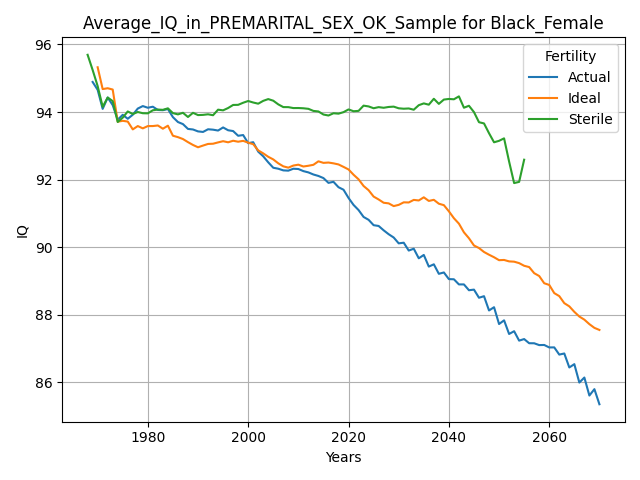 Average_IQ_in_PREMARITAL_SEX_OK_Sample for Black_Female
Fertility
Actual
Ideal
Sterile
IQ
96
94
92
90
88
86
1980
2000
2020
2040
2060
Years